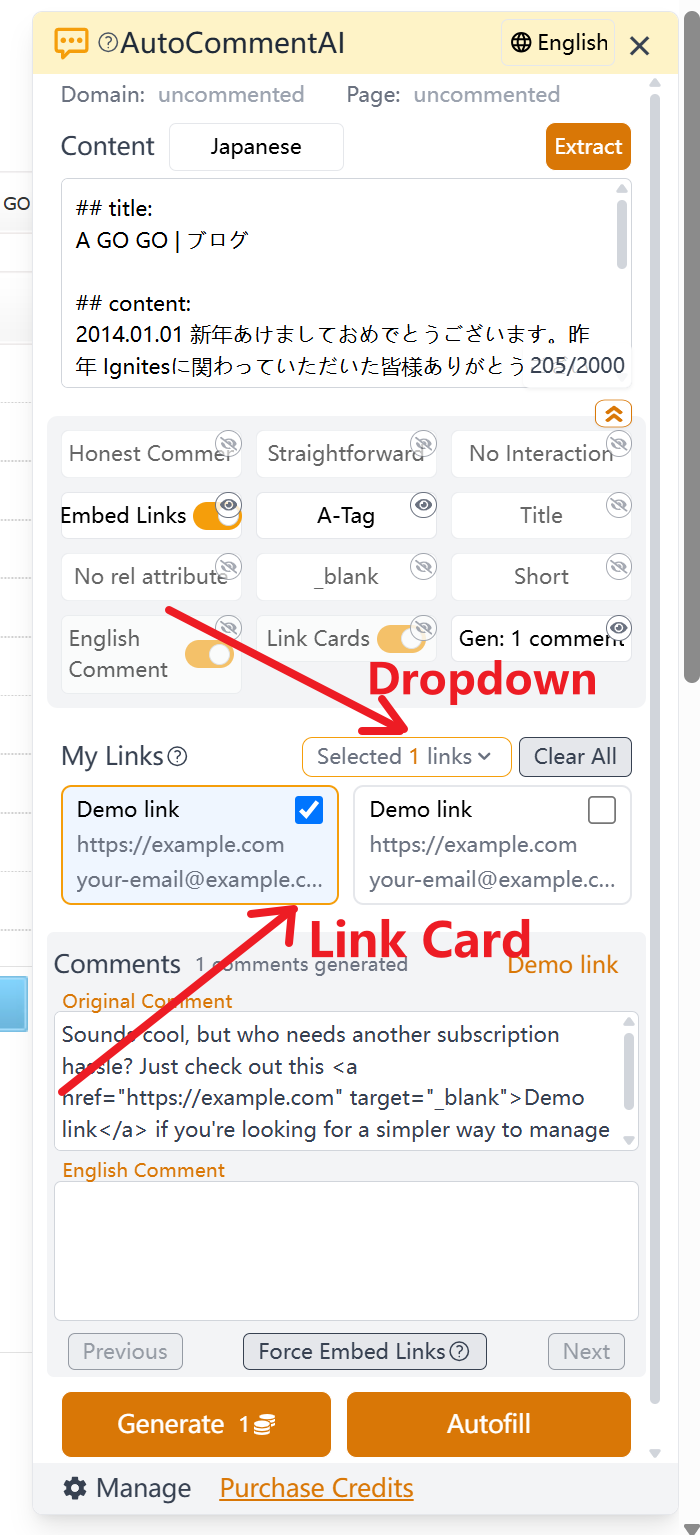 AutoCommentAI
English
Domain: uncommented Page: uncommented
Content
Japanese
Extract
GO
## title:
A GO GO | ブログ
## content:
2014.01.01 新年あけましておめでとうございます。昨
年 Ignitesに関わっていただいた皆様ありがとう
205/2000
Honest Commer
Straightforward
No Interaction
Embed Links
A-Tag
Title
No rel attribute
_blank
Short
English
Comment
Link Cards
Gen: 1 comment
Dropdown
My Links
Selected 1 links
Clear All
Demo link
https://example.com
your-email@example.c...
Demo link
https://example.com
your-email@example.c...
Link Card
Comments
1 comments generated
Demo link
Original Comment
Sounds cool, but who needs another subscription
hassle? Just check out this <a
href="https://example.com" target="_blank">Demo
link</a> if you're looking for a simpler way to manage
English Comment
Previous
Force Embed Links
Next
Generate 1
Autofill
Manage
Purchase Credits